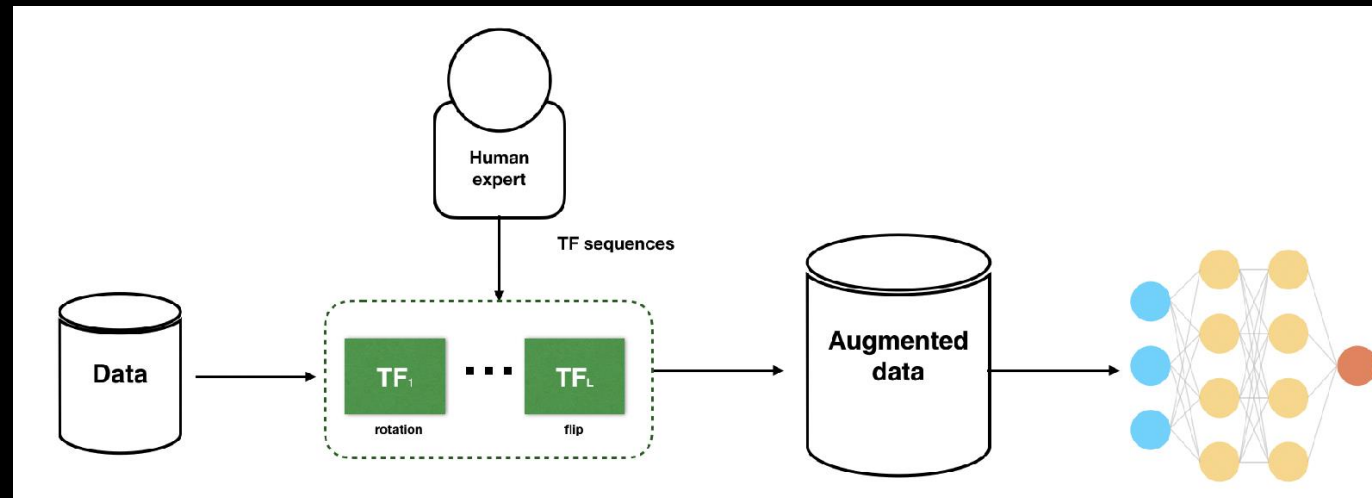 Human
expert
TF sequences
Data
TF₁
...
TFL
rotation
flip
Augmented
data